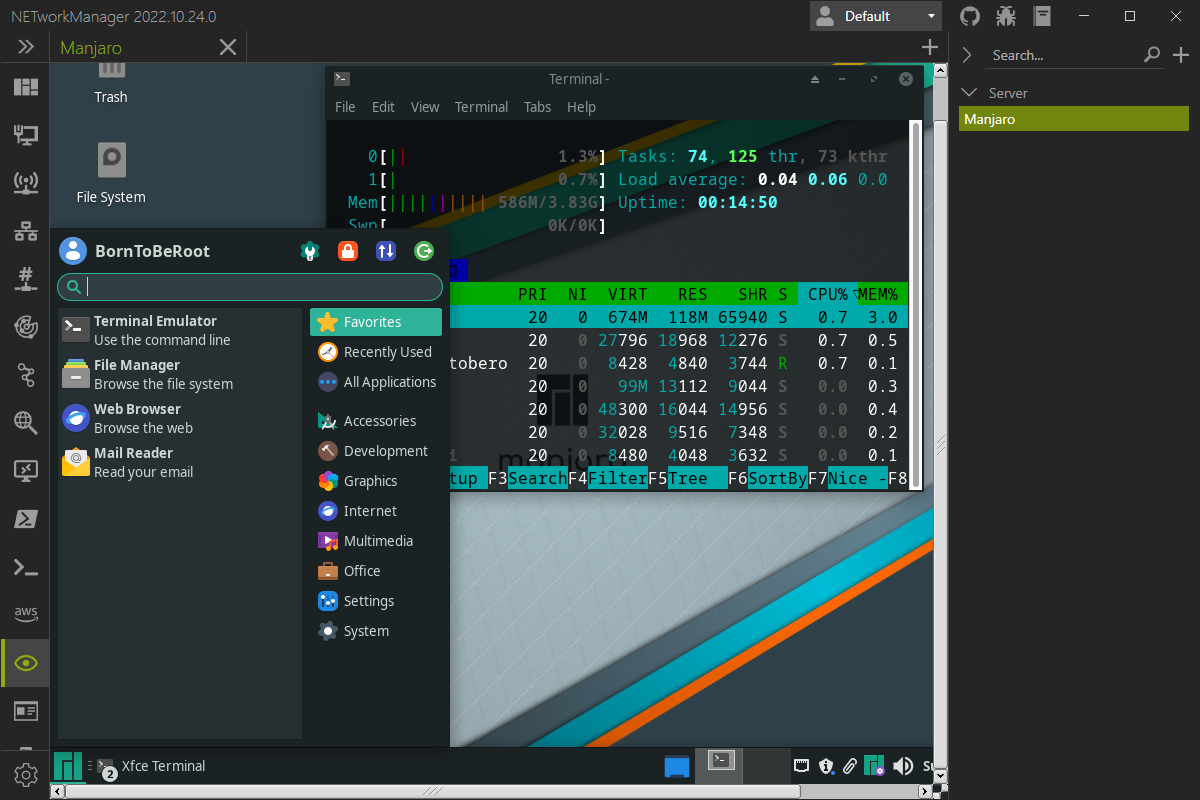 NETworkManager 2022.10.24.0
Default
Manjaro
Search...
Server
Manjaro
aws
Trash
File System
Terminal -
File Edit View Terminal Tabs Help
0[|| 1.3%] Tasks: 74, 125 thr, 73 kthr
1[| 0.7%] Load average: 0.04 0.06 0.0
Mem[|||||||||| 586M/3.83G] Uptime: 00:14:50
Swp[ 0K/0K]
PRI NI VIRT RES SHR S CPU%▽MEM%
20 0 674M 118M 65940 S 0.7 3.0
20 0 27796 18968 12276 S 0.7 0.5
tobero 20 0 8428 4840 3744 R 0.7 0.1
20 0 99M 13112 9044 S 0.0 0.3
20 0 48300 16044 14956 S 0.0 0.4
20 0 32028 9516 7348 S 0.0 0.2
i 20 0 8480 4048 3632 S 0.0 0.1
tup F3SearchF4FilterF5Tree F6SortByF7Nice -F8
BornToBeRoot
Terminal Emulator
Use the command line
File Manager
Browse the file system
Web Browser
Browse the web
Mail Reader
Read your email
Favorites
Recently Used
All Applications
Accessories
Development
Graphics
Internet
Multimedia
Office
Settings
System
2
Xfce Terminal